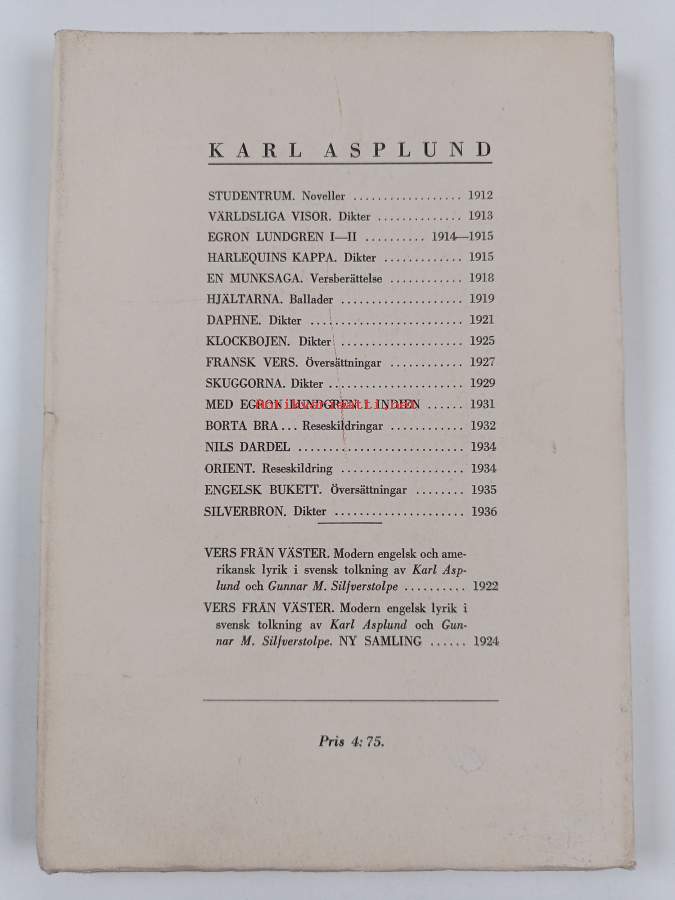 KARL ASPLUND
STUDENTRUM. Noveller .................. 1912
VÄRLDSLIGA VISOR. Dikter .............. 1913
EGRON LUNDGREN I—II .......... 1914—1915
HARLEQUINS KAPPA. Dikter ............. 1915
EN MUNKSAGA. Versberättelse ............ 1918
HJÄLTARNA. Ballader .................... 1919
DAPHNE. Dikter ......................... 1921
KLOCKBOJEN. Dikter .................... 1925
FRANSK VERS. Översättningar ............ 1927
SKUGGORNA. Dikter ...................... 1929
MED EGRON LUNDGREN I INDIEN ...... 1931
BORTA BRA... Reseskildringar ............ 1932
NILS DARDEL ........................... 1934
ORIENT. Reseskildring .................... 1934
ENGELSK BUKETT. Översättningar ........ 1935
SILVERBRON. Dikter ..................... 1936
VERS FRÅN VÄSTER. Modern engelsk och ame-
rikansk lyrik i svensk tolkning av Karl Asp-
lund och Gunnar M. Silfverstolpe .......... 1922
VERS FRÅN VÄSTER. Modern engelsk lyrik i
svensk tolkning av Karl Asplund och Gun-
nar M. Silfverstolpe. NY SAMLING ...... 1924
Pris 4:75.